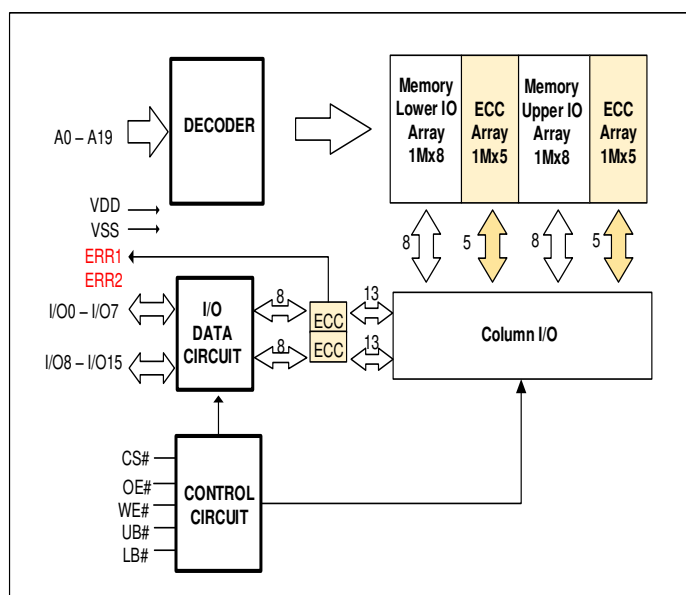 A0 – A19
DECODER
Memory
Lower IO
Array
1Mx8
ECC
Array
1Mx5
Memory
Upper IO
Array
1Mx8
ECC
Array
1Mx5
VDD
VSS
ERR1
ERR2
8
5
8
5
I/O0 – I/O7
I/O8 – I/O15
I/O
DATA
CIRCUIT
8
8
ECC
ECC
13
13
Column I/O
CS#
OE#
WE#
UB#
LB#
CONTROL
CIRCUIT